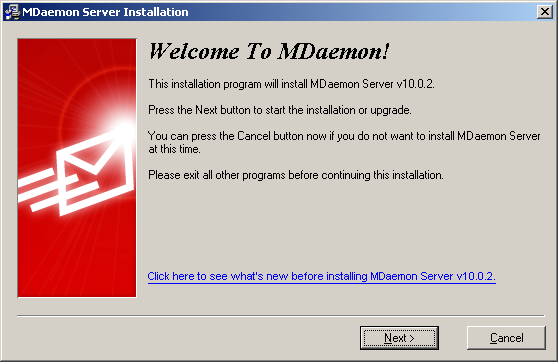 MDaemon Server Installation
Welcome To MDaemon!
This installation program will install MDaemon Server v10.0.2.
Press the Next button to start the installation or upgrade.
You can press the Cancel button now if you do not want to install MDaemon Server
at this time.
Please exit all other programs before continuing this installation.
Click here to see what's new before installing MDaemon Server v10.0.2.
Next >
Cancel